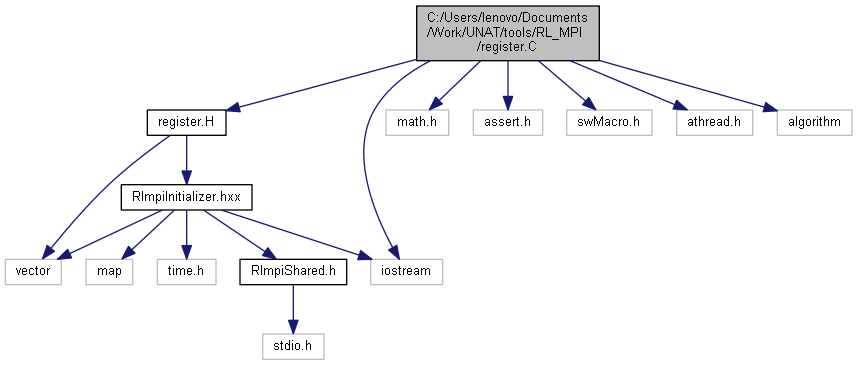 C:/Users/lenovo/Documents
/Work/UNAT/tools/RL_MPI
/register.C
register.H
math.h
assert.h
swMacro.h
athread.h
algorithm
RlmpiInitializer.hxx
vector
map
time.h
RlmpiShared.h
iostream
stdio.h